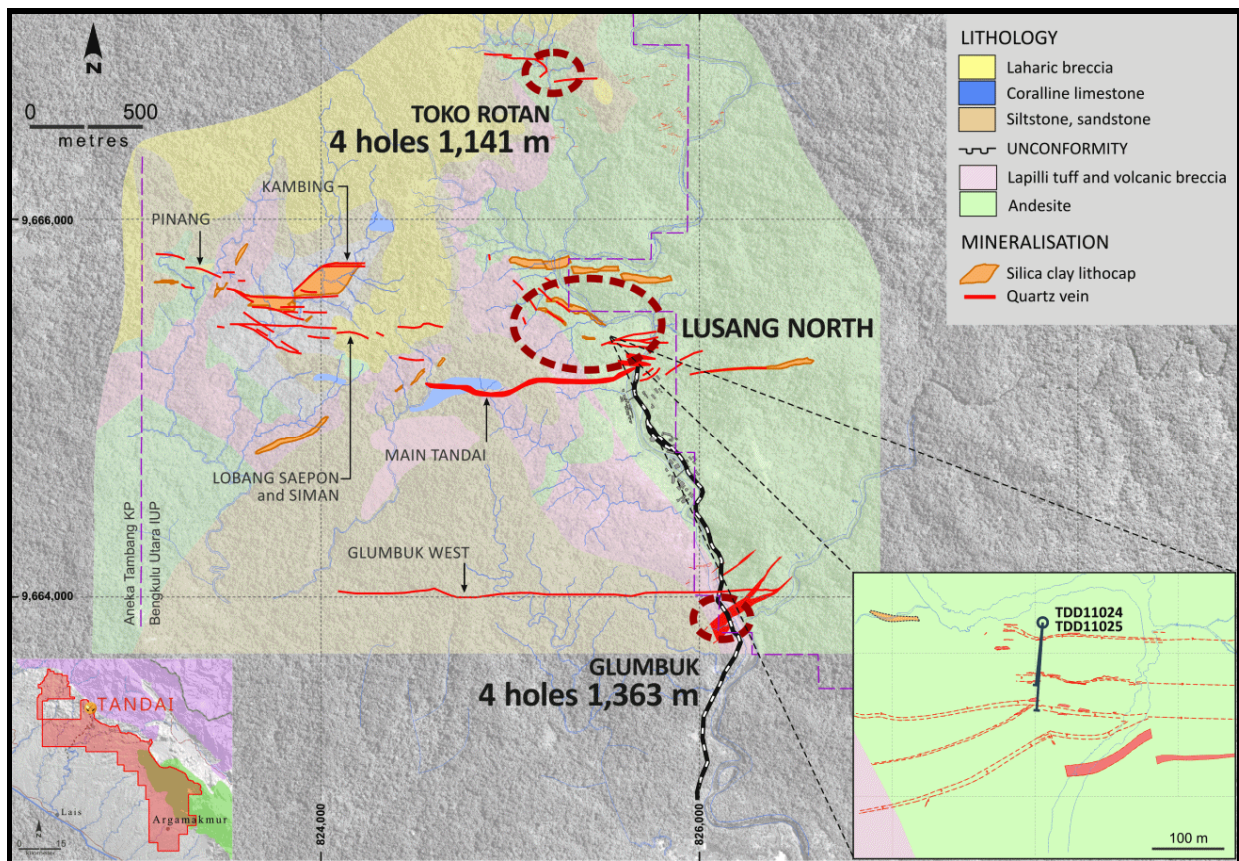 N
0 500
metres
TOKO ROTAN
4 holes 1,141 m
KAMBING
PINANG
9,666,000
LUSANG NORTH
MAIN TANDAI
LOBANG SAEPON
and SIMAN
GLUMBUK WEST
Aneka Tambang KP
Bengkulu Utara IUP
9,664,000
GLUMBUK
4 holes 1,363 m
824,000
826,000
LITHOLOGY
Laharic breccia
Coralline limestone
Siltstone, sandstone
UNCONFORMITY
Lapilli tuff and volcanic breccia
Andesite
MINERALISATION
Silica clay lithocap
Quartz vein
TANDAI
Lais
Argamakmur
N
0 15
TDD11024
TDD11025
100 m